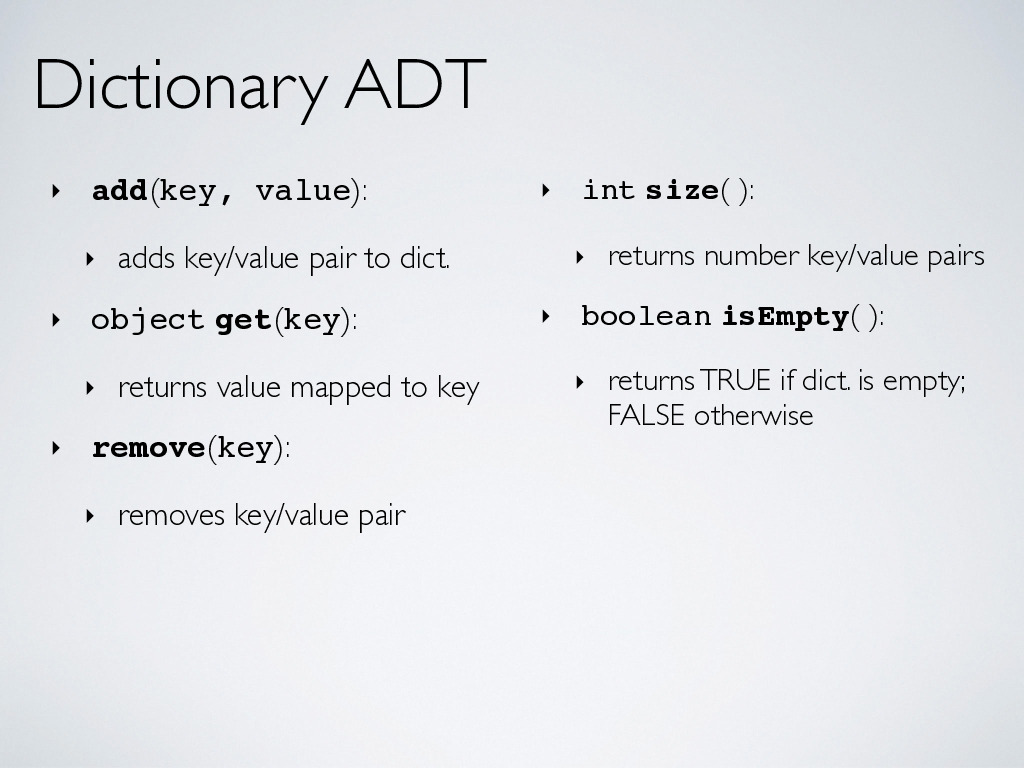 Dictionary ADT
‣ add(key, value):
‣ adds key/value pair to dict.
‣ object get(key):
‣ returns value mapped to key
‣ remove(key):
‣ removes key/value pair
‣ int size( ):
‣ returns number key/value pairs
‣ boolean isEmpty( ):
‣ returns TRUE if dict. is empty;
FALSE otherwise